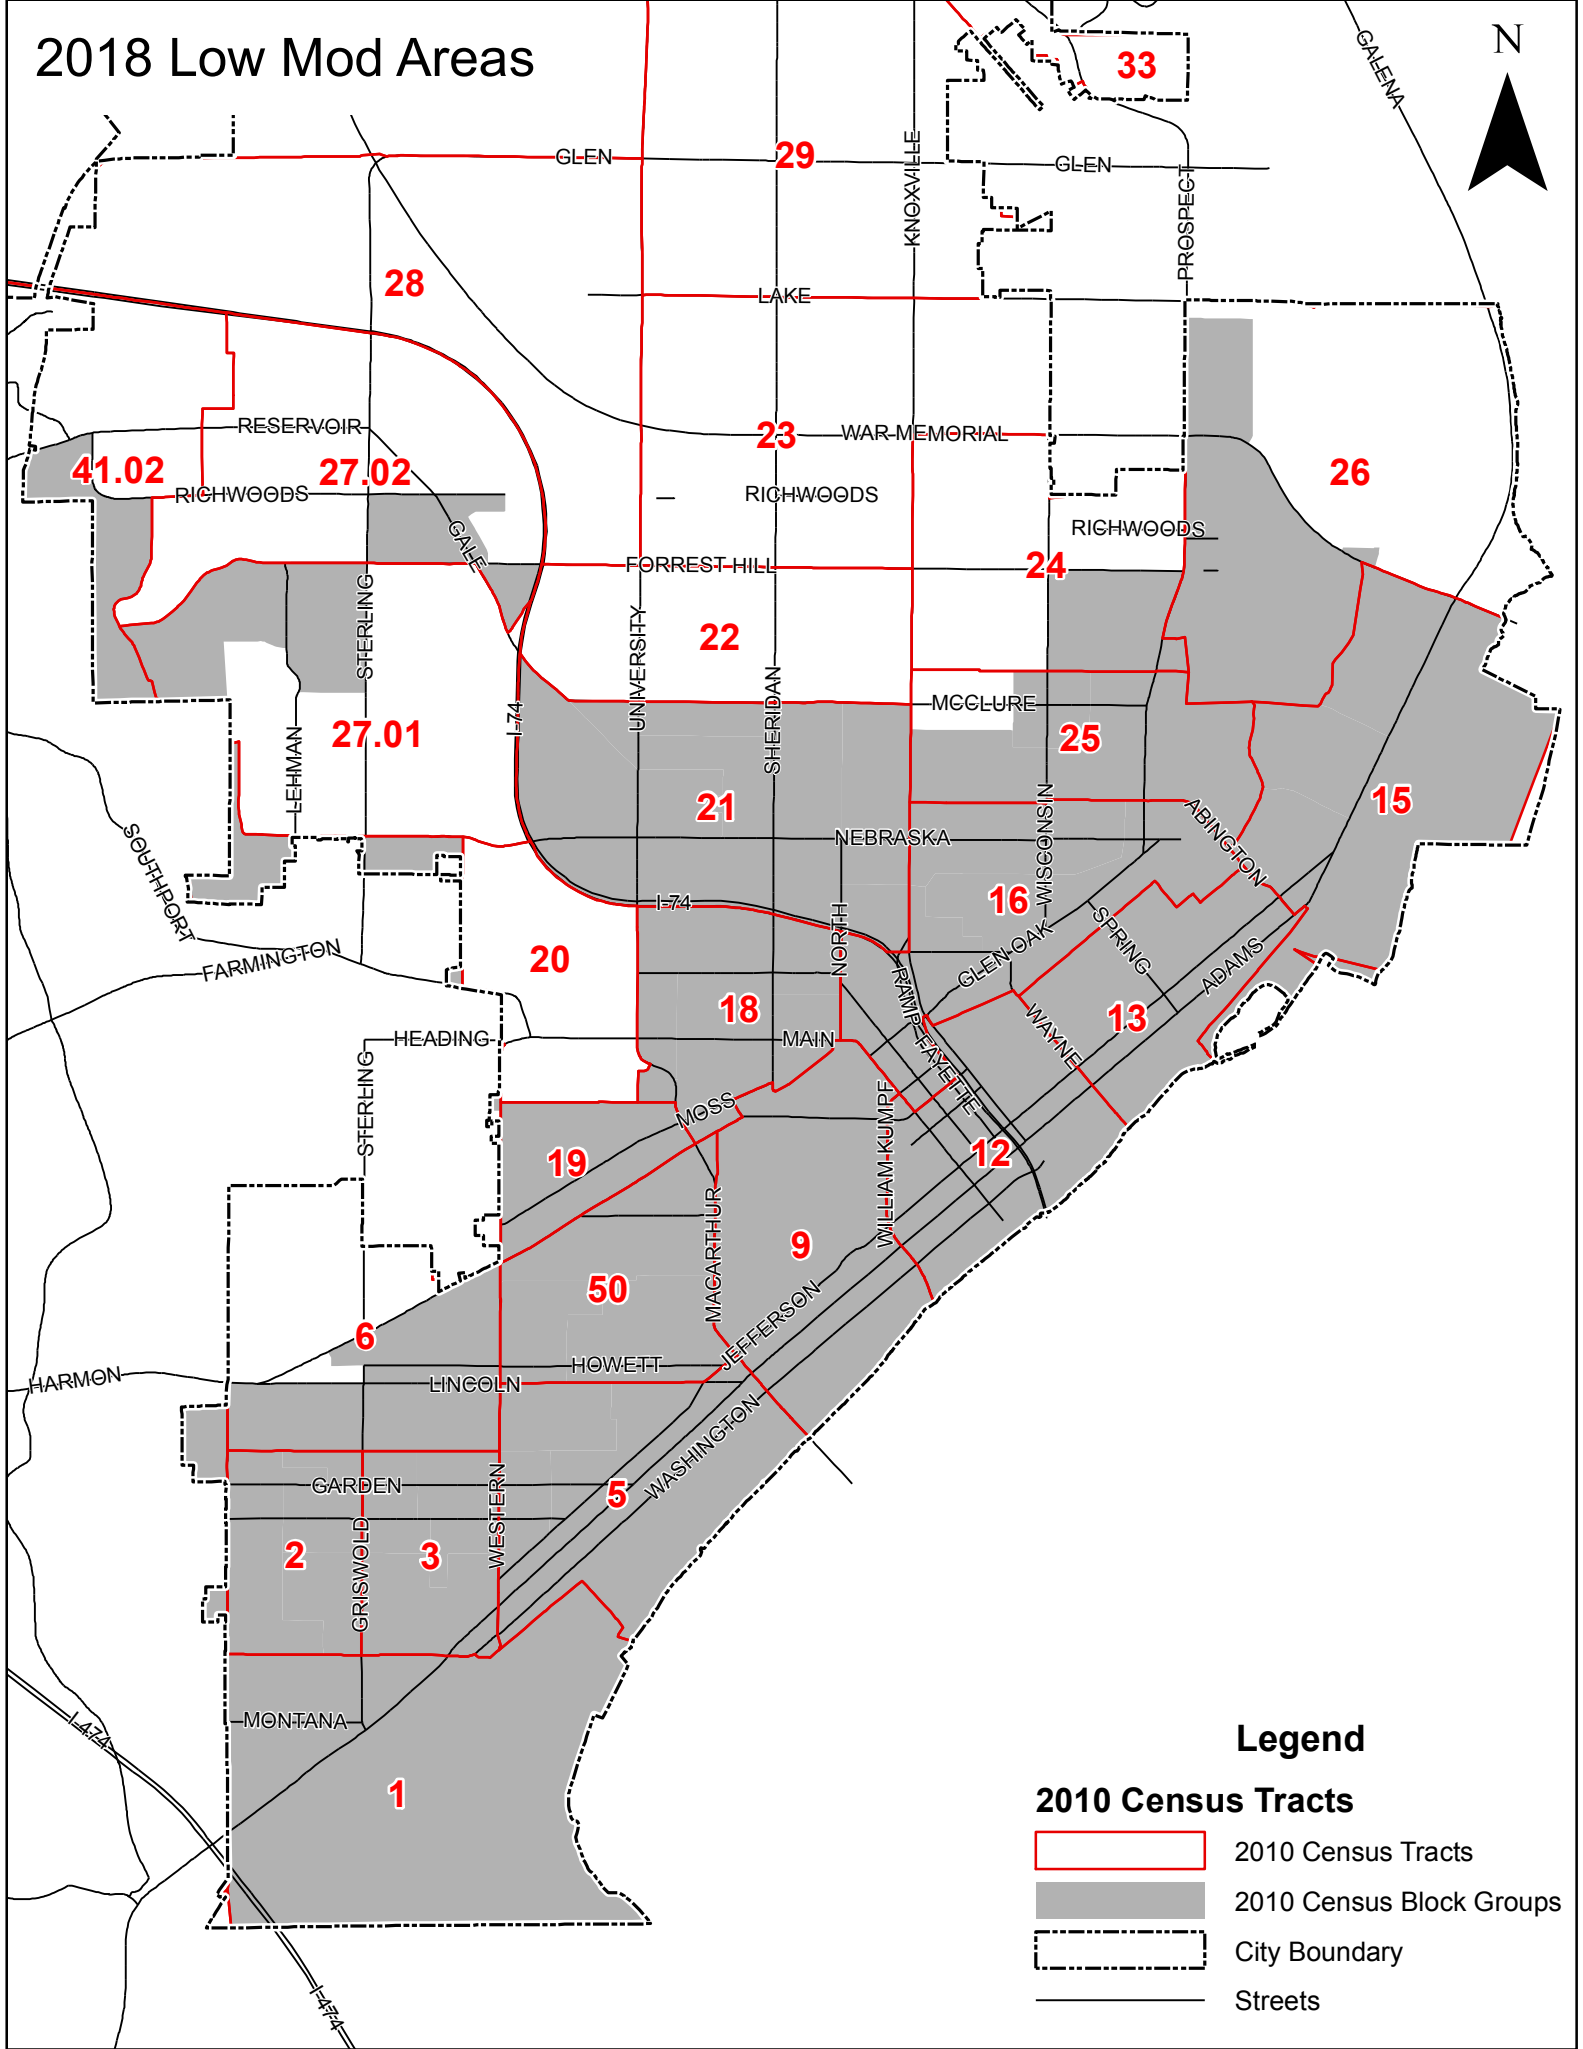 2018 Low Mod Areas
N
33
GALENA
GLEN
29
GLEN
KNOXVILLE
PROSPECT
28
LAKE
RESERVOIR
23
WAR MEMORIAL
41.02
27.02
26
RICHWOODS
RICHWOODS
RICHWOODS
GALE
FORREST HILL
24
STERLING
UNIVERSITY
22
SHERIDAN
MCCLURE
I-74
27.01
25
LEHMAN
21
15
WISCONSIN
ABINGTON
NEBRASKA
SOUTHPORT
16
I-74
NORTH
SPRING
FARMINGTON
20
GLEN OAK
ADAMS
RAMP
18
13
WAYNE
HEADING
MAIN
FAYETTE
STERLING
MOSS
WILLIAM KUMPF
19
12
MACARTHUR
9
50
JEFFERSON
6
HOWETT
HARMON
LINCOLN
WASHINGTON
GARDEN
WESTERN
5
2
GRISWOLD
3
MONTANA
I-474
1
I-474
Legend
2010 Census Tracts
2010 Census Tracts
2010 Census Block Groups
City Boundary
Streets